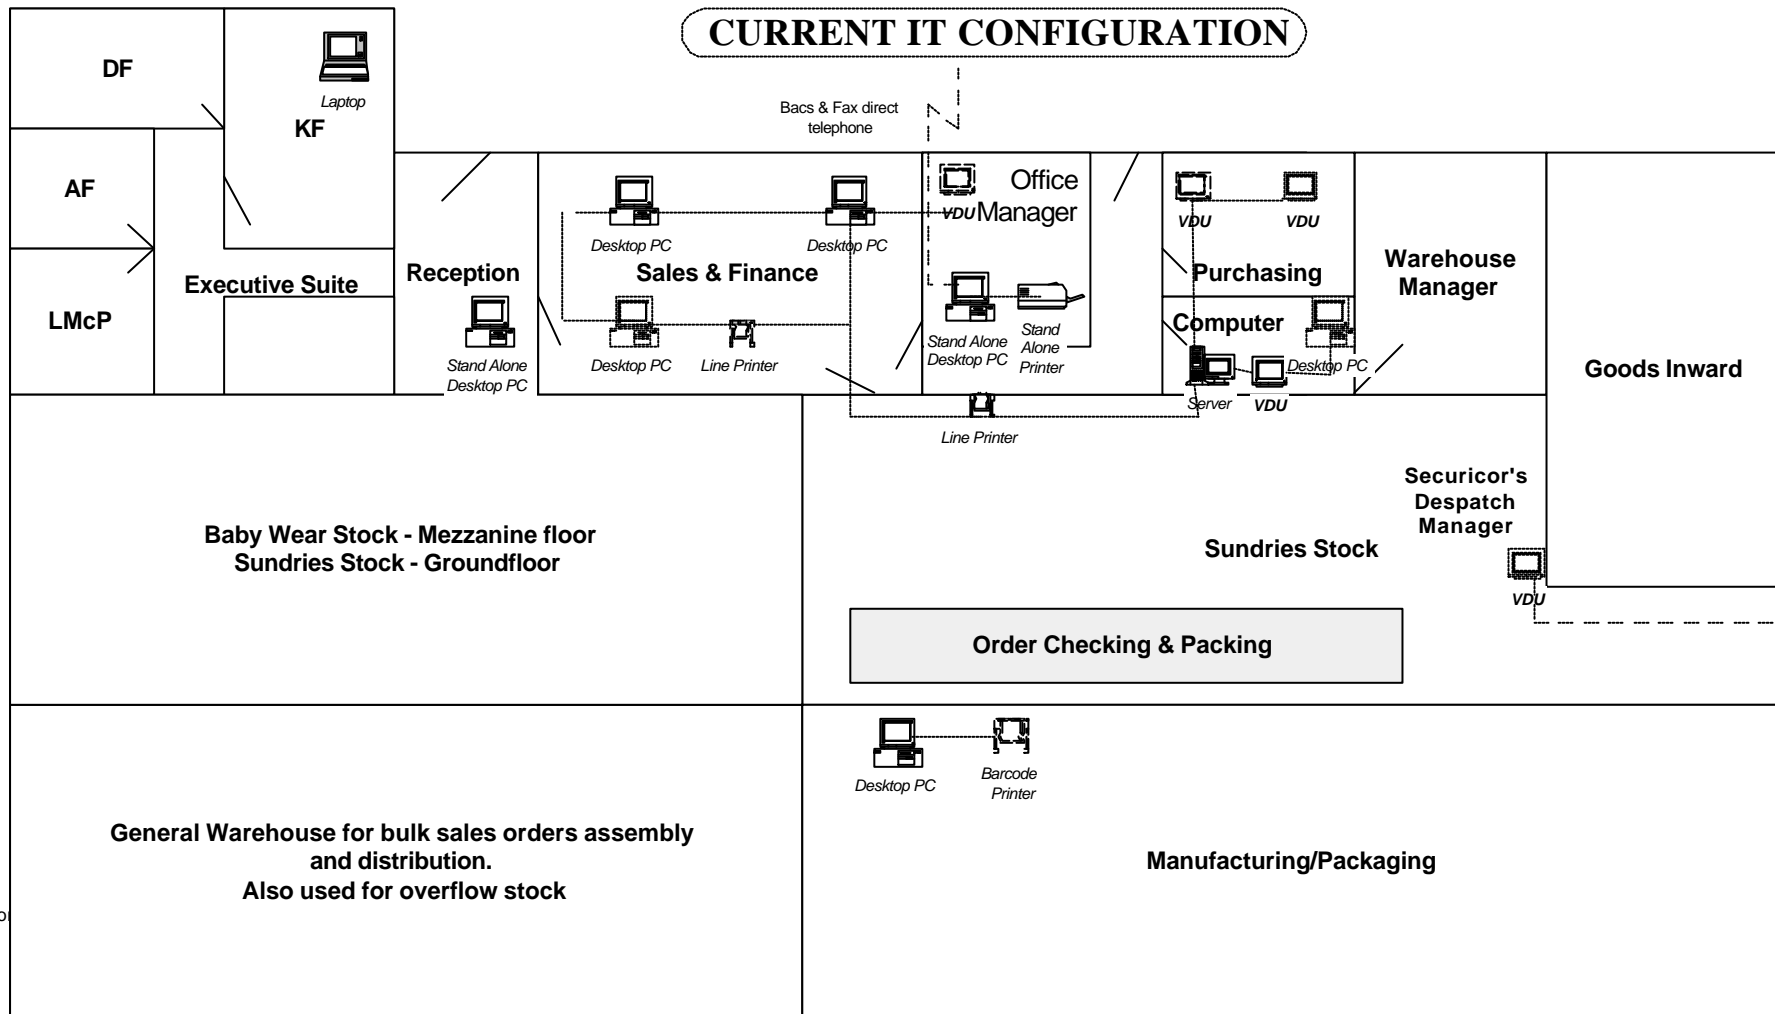 CURRENT IT CONFIGURATION
DF
Laptop
KF
Bacs & Fax direct
telephone
AF
LMcP
Executive Suite
Reception
Stand Alone
Desktop PC
Desktop PC
Desktop PC
Sales & Finance
Desktop PC
Line Printer
Office
Manager
VDU
Stand Alone
Desktop PC
Stand
Alone
Printer
VDU
VDU
Purchasing
Computer
Desktop PC
Server
VDU
Warehouse
Manager
Goods Inward
Line Printer
Baby Wear Stock - Mezzanine floor
Sundries Stock - Groundfloor
Securicor's
Despatch
Manager
Sundries Stock
VDU
Order Checking & Packing
Desktop PC
Barcode
Printer
General Warehouse for bulk sales orders assembly
and distribution.
Also used for overflow stock
Manufacturing/Packaging